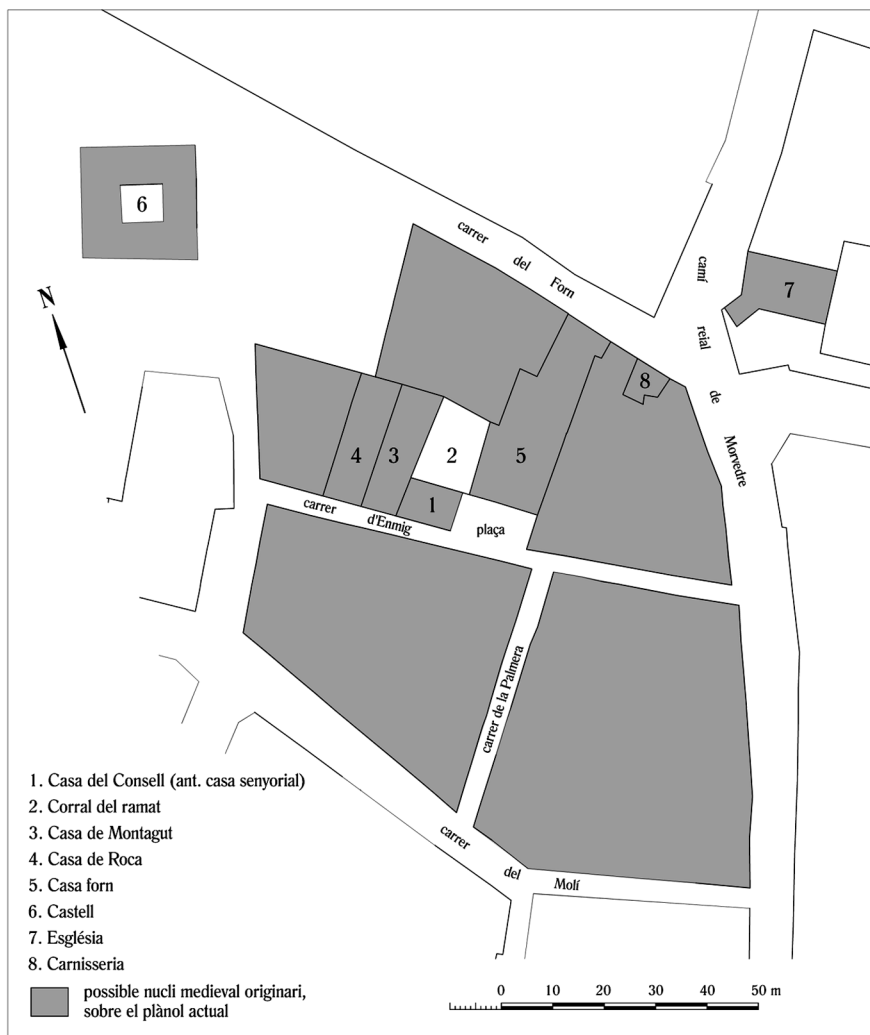 6
N
carrer
del
Forn
camí
reial
de
Morvedre
7
8
4
3
2
5
1
carrer
d'Enmig
plaça
carrer de la Palmera
carrer
del
Molí
1. Casa del Consell (ant. casa senyorial)
2. Corral del ramat
3. Casa de Montagut
4. Casa de Roca
5. Casa forn
6. Castell
7. Església
8. Carnisseria
possible nucli medieval originari,
sobre el plànol actual
0 10 20 30 40 50 m